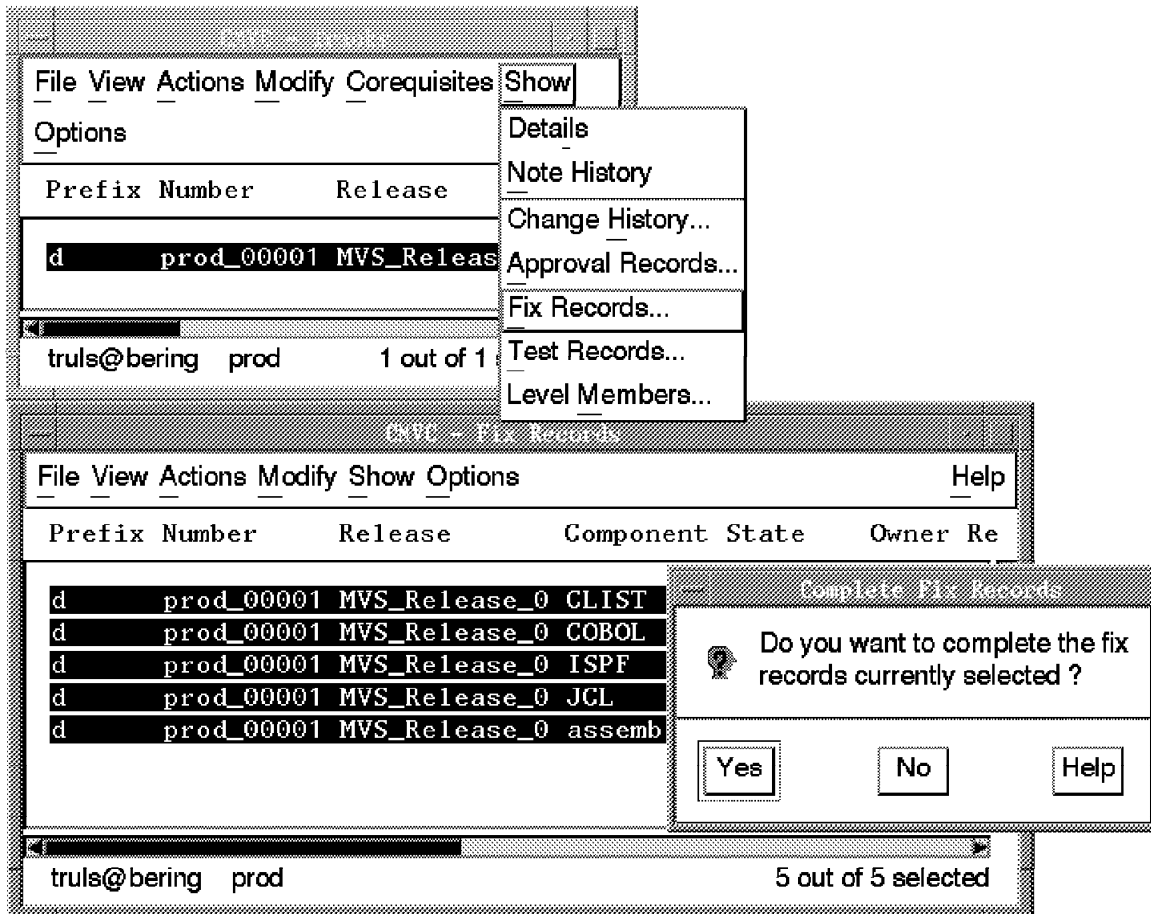 File View Actions Modify Corequisites Show
Options
Prefix Number Release
d prod_00001 MVS_Releas
truls@bering prod 1 out of 1
Details
Note History
Change History...
Approval Records...
Fix Records...
Test Records...
Level Members...
CMVC - Fix Records
File View Actions Modify Show Options Help
Prefix Number Release Component State Owner Re
d prod_00001 MVS_Release_0 CLIST
d prod_00001 MVS_Release_0 COBOL
d prod_00001 MVS_Release_0 ISPF
d prod_00001 MVS_Release_0 JCL
d prod_00001 MVS_Release_0 assemb
truls@bering prod 5 out of 5 selected
Complete Fix Records
Do you want to complete the fix
records currently selected ?
Yes No Help